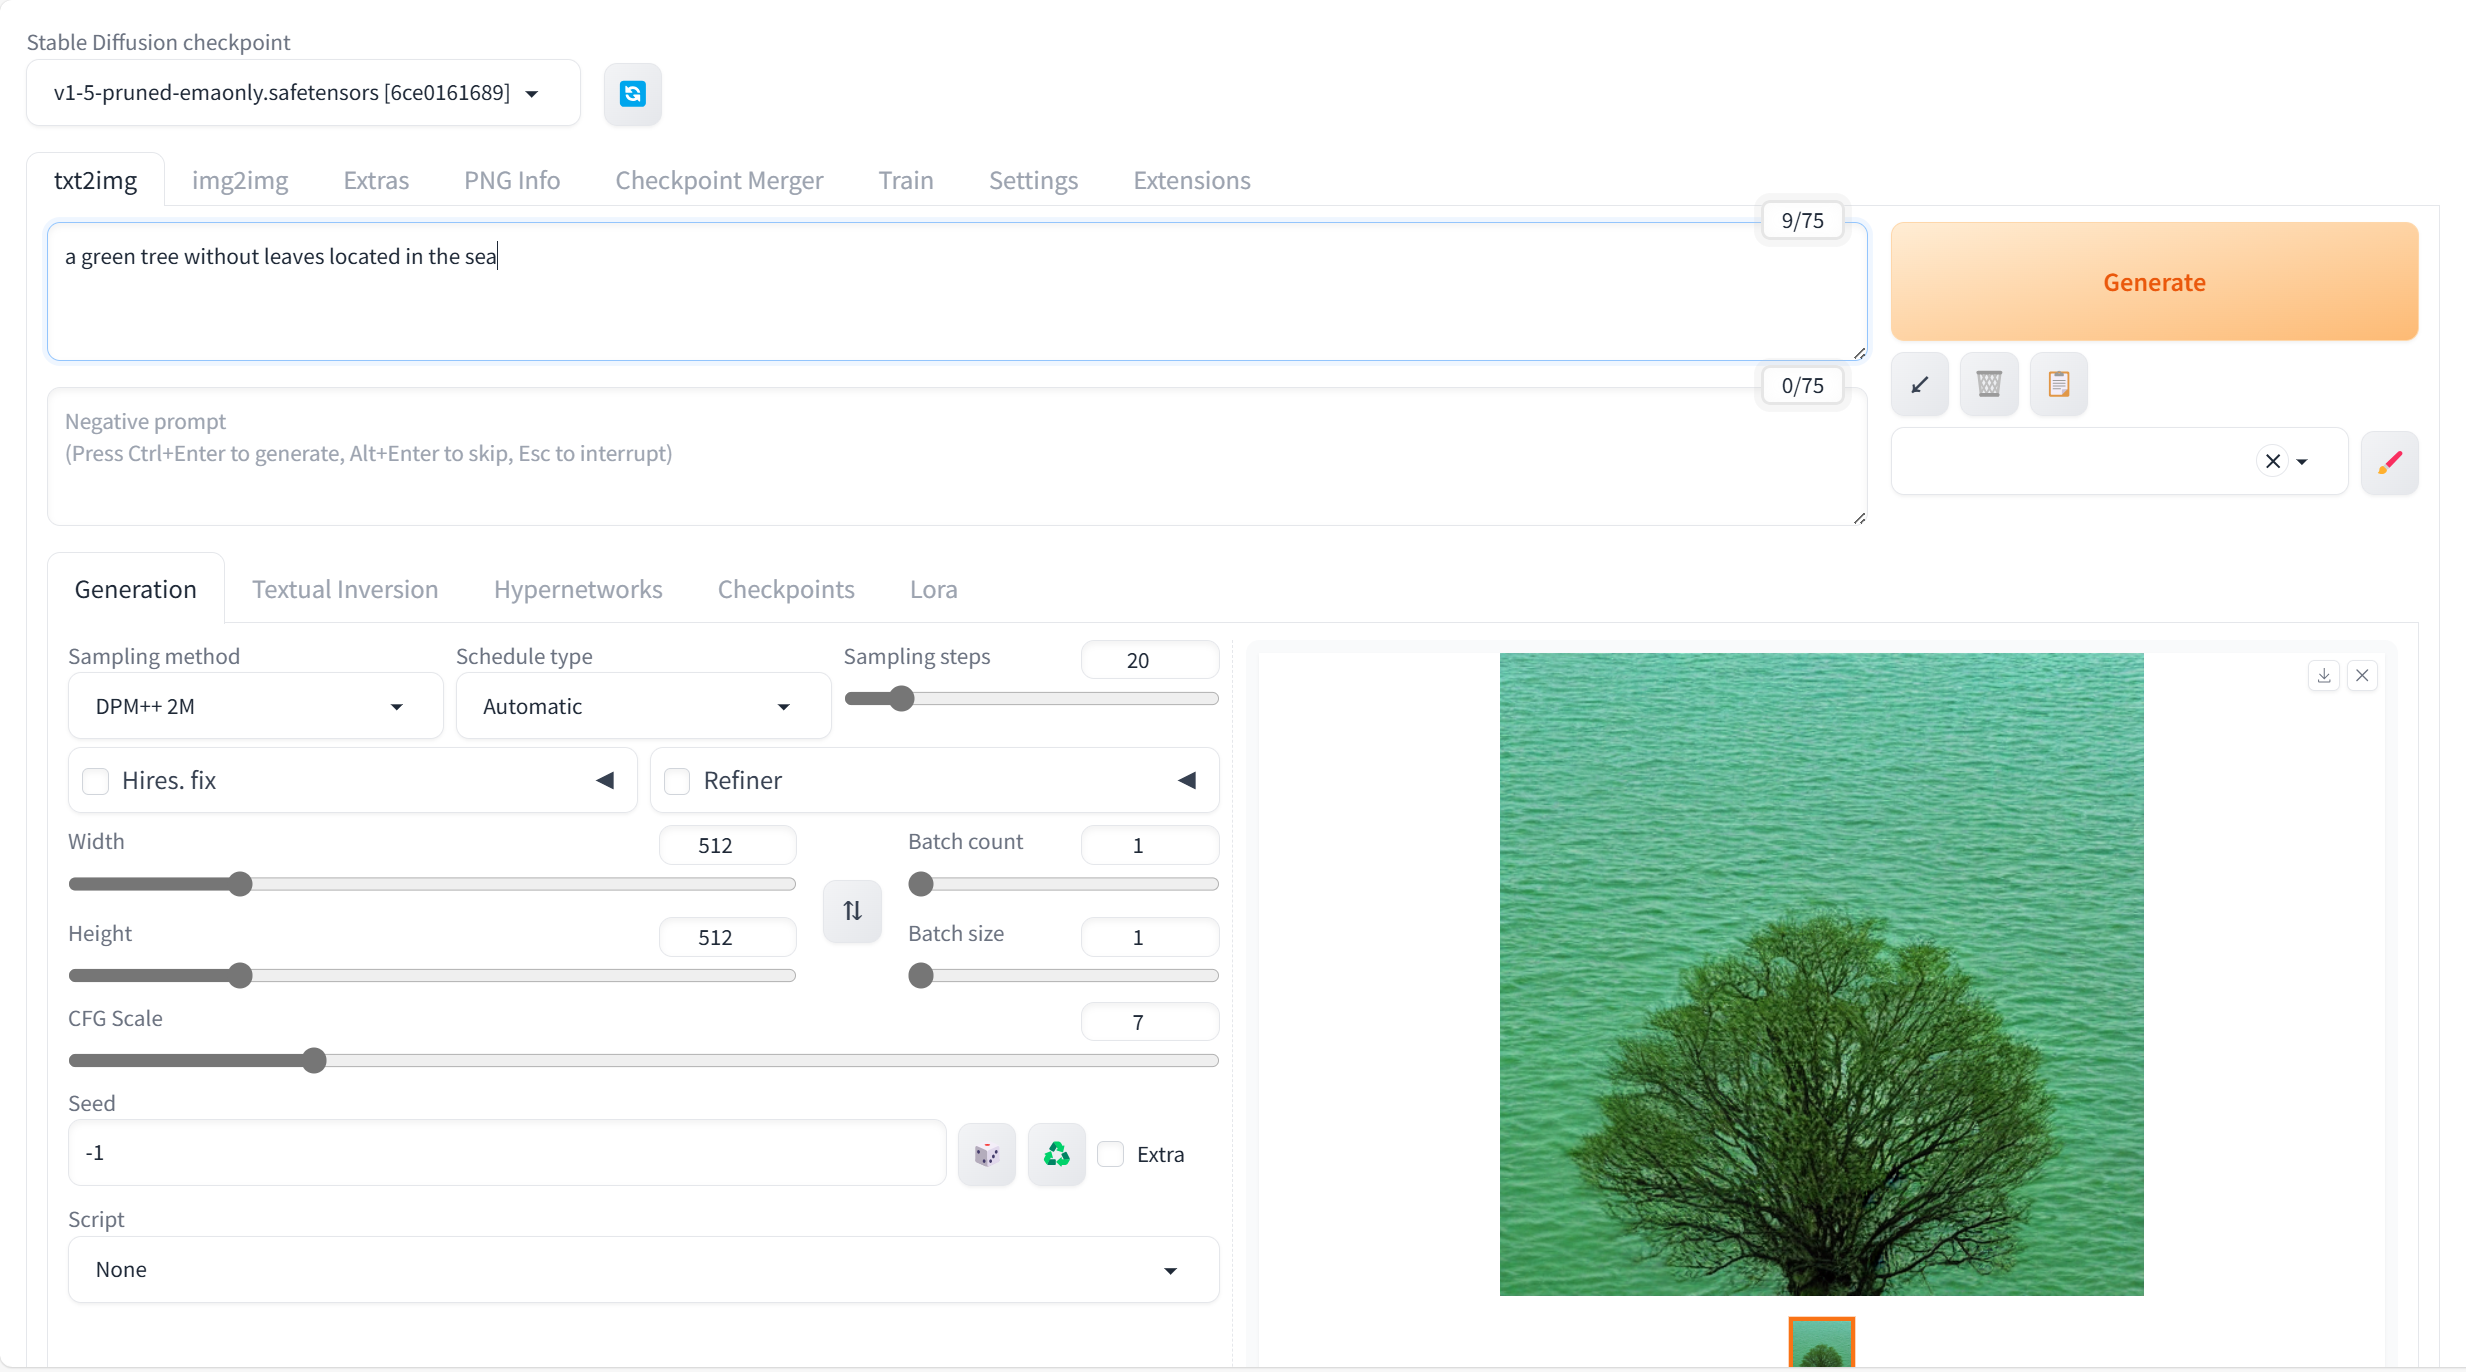 Stable Diffusion checkpoint
v1-5-pruned-emaonly.safetensors [6ce0161689]
txt2img img2img Extras PNG Info Checkpoint Merger Train Settings Extensions
9/75
a green tree without leaves located in the sea
Generate
0/75
Negative prompt
(Press Ctrl+Enter to generate, Alt+Enter to skip, Esc to interrupt)
Generation Textual Inversion Hypernetworks Checkpoints Lora
Sampling method Schedule type Sampling steps 20
DPM++ 2M Automatic
Hires. fix Refiner
Width 512 Batch count 1
Height 512 Batch size 1
CFG Scale 7
Seed
-1 Extra
Script
None